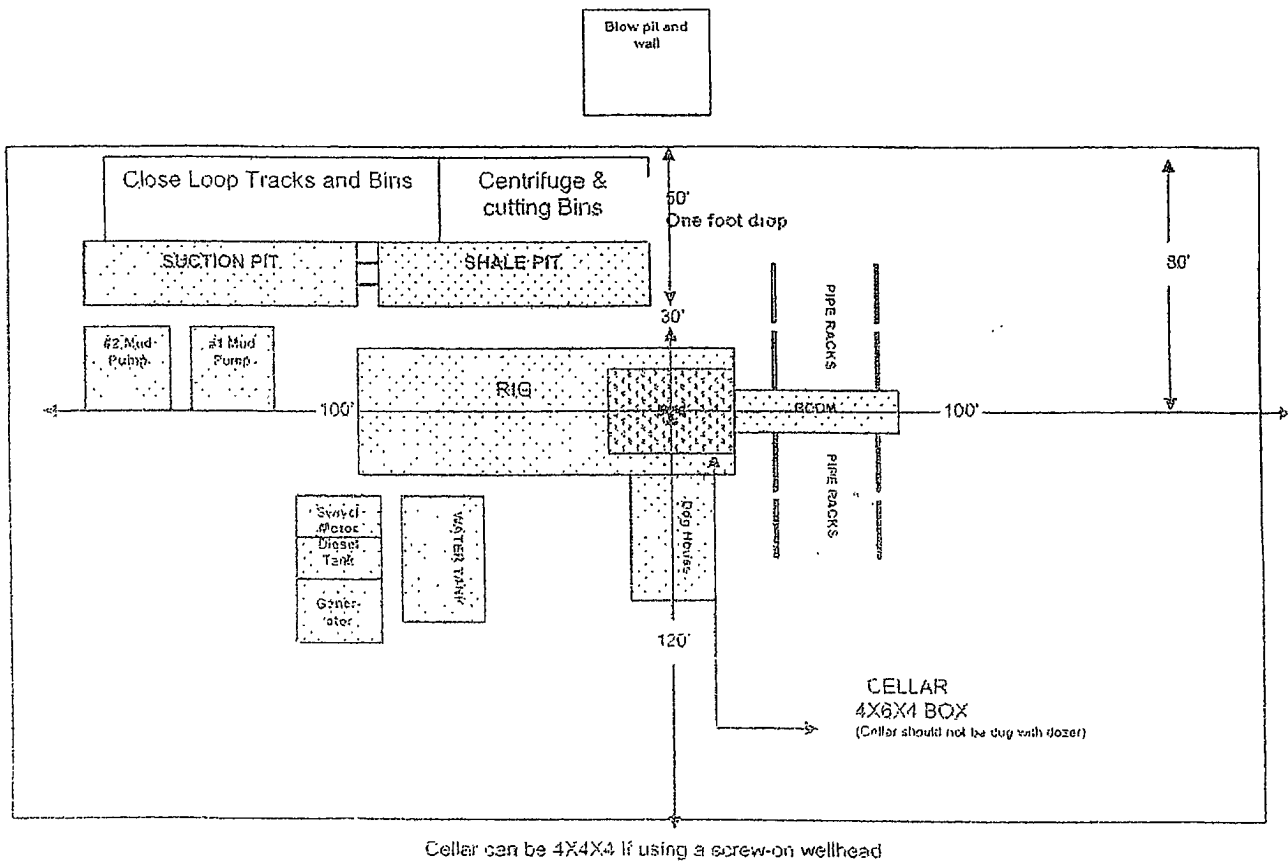 Blow pit and
wall
Close Loop Tracks and Bins
Centrifuge &
cutting Bins
50'
One foot drop
80'
SUCTION PIT
SHALE PIT
30'
PIPE RACKS
#2 Mud
Pump
#1 Mud
Pump
RIG
100'
BOOM
100'
PIPE RACKS
Swivel
Motor
Diesel
Tank
Gener-
ator
WATER TANK
Dog House
120'
CELLAR
4X6X4 BOX
(Cellar should not be dug with dozer)
Cellar can be 4X4X4 if using a screw-on wellhead